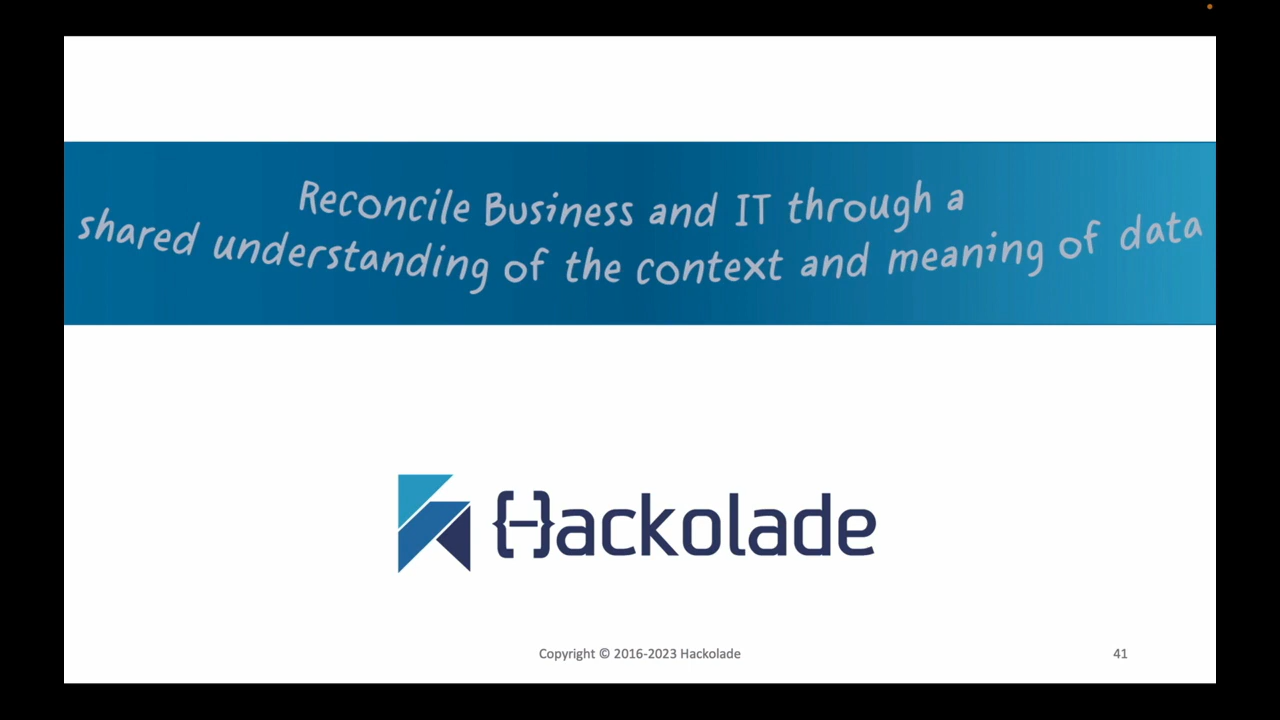 Reconcile Business and IT through a
shared understanding of the context and meaning of data
{-}ackolade
Copyright © 2016-2023 Hackolade
41